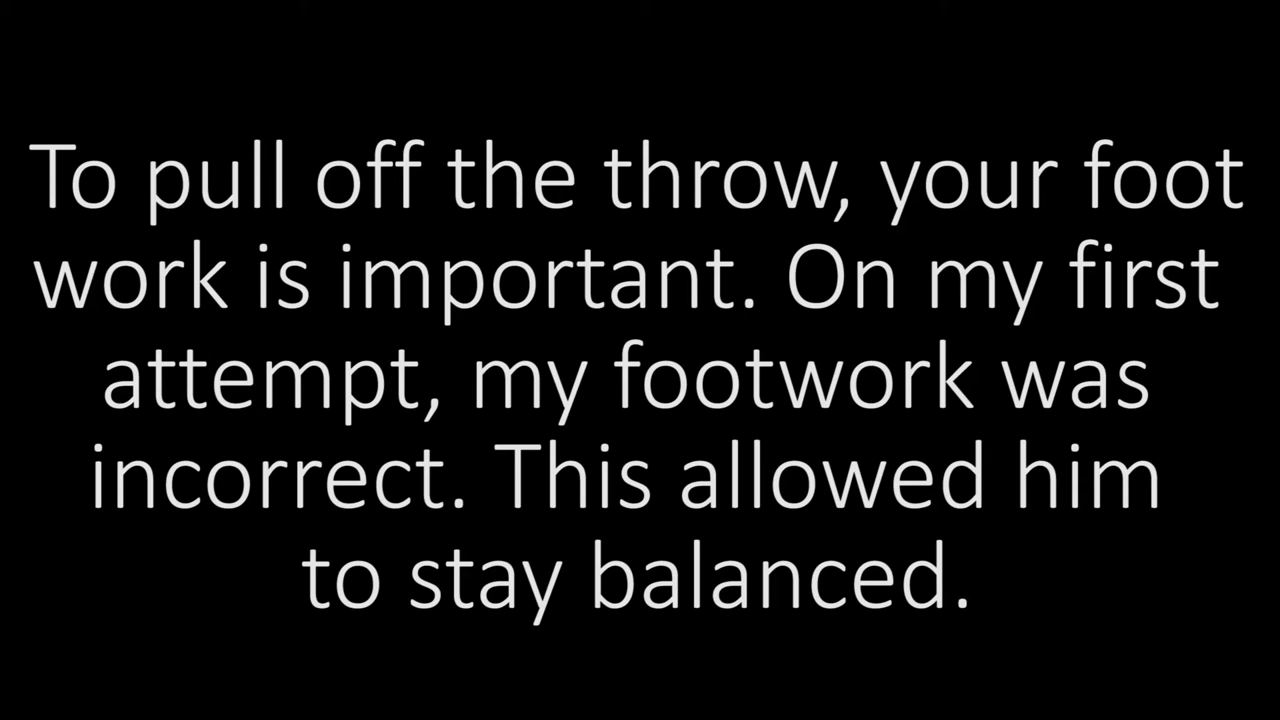 To pull off the throw, your foot
work is important. On my first
attempt, my footwork was
incorrect. This allowed him
to stay balanced.